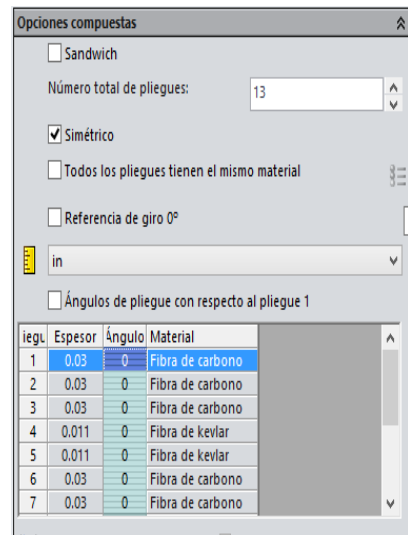 Opciones compuestas
Sandwich
Número total de pliegues: 13
Simétrico
Todos los pliegues tienen el mismo material
Referencia de giro 0º
in
Ángulos de pliegue con respecto al pliegue 1
iegu Espesor Ángulo Material
1 0.03 0 Fibra de carbono
2 0.03 0 Fibra de carbono
3 0.03 0 Fibra de carbono
4 0.011 0 Fibra de kevlar
5 0.011 0 Fibra de kevlar
6 0.03 0 Fibra de carbono
7 0.03 0 Fibra de carbono